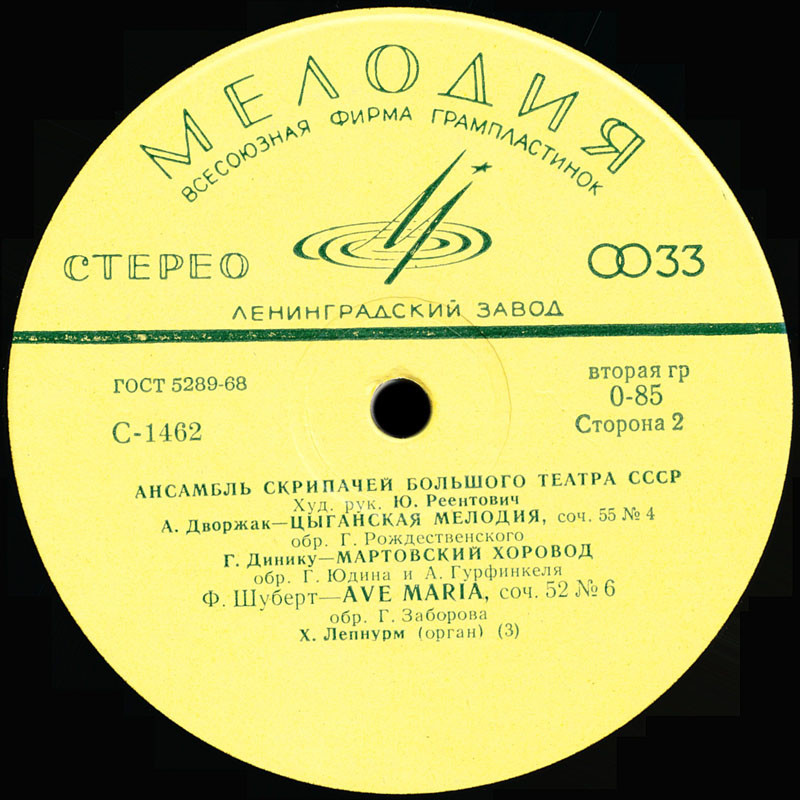 МЕЛОДИЯ
ВСЕСОЮЗНАЯ ФИРМА ГРАМПЛАСТИНОК
СТЕРЕО
33
ЛЕНИНГРАДСКИЙ ЗАВОД
ГОСТ 5289-68
вторая гр
0-85
С-1462
Сторона 2
АНСАМБЛЬ СКРИПАЧЕЙ БОЛЬШОГО ТЕАТРА СССР
Худ. рук. Ю. Реентович
А. Дворжак—ЦЫГАНСКАЯ МЕЛОДИЯ, соч. 55 № 4
обр. Г. Рождественского
Г. Динику—МАРТОВСКИЙ ХОРОВОД
обр. Г. Юдина и А. Гурфинкеля
Ф. Шуберт—AVE MARIA, соч. 52 № 6
обр. Г. Заборова
Х. Лепнурм (орган) (3)